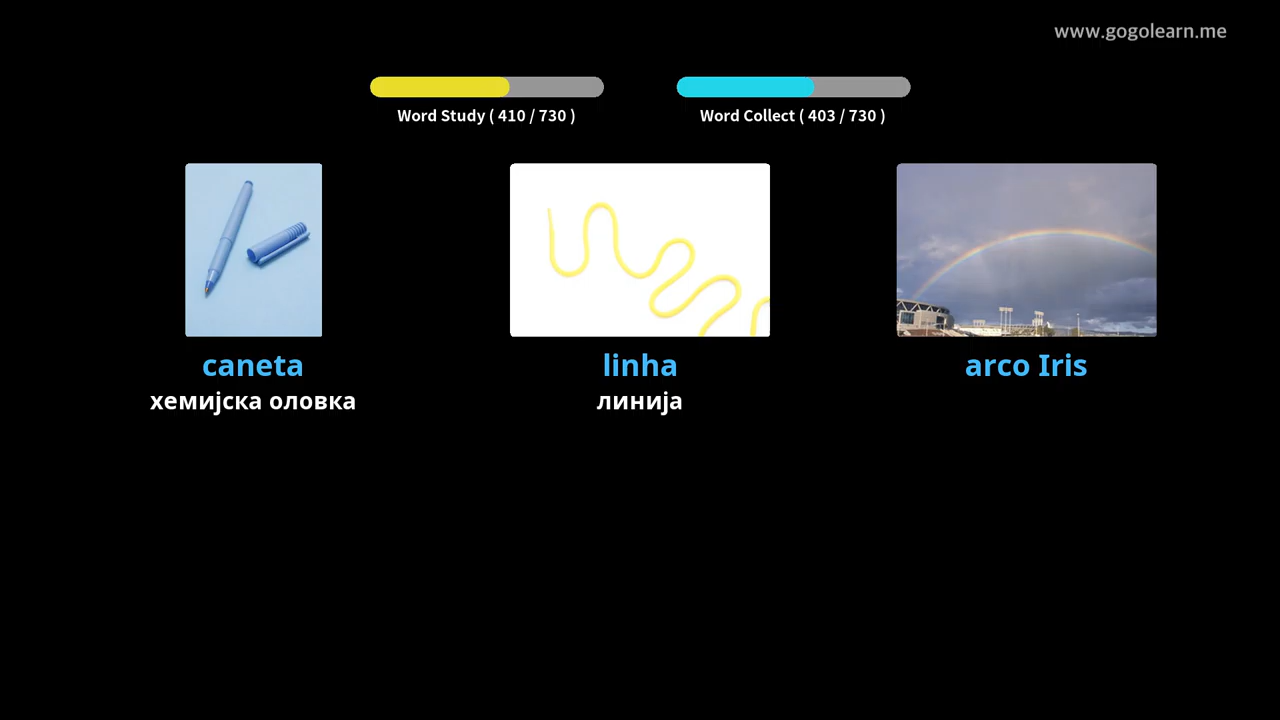 www.gogolearn.me
Word Study ( 410 / 730 )
Word Collect ( 403 / 730 )
caneta
linha
arco Iris
хемијска оловка
линија